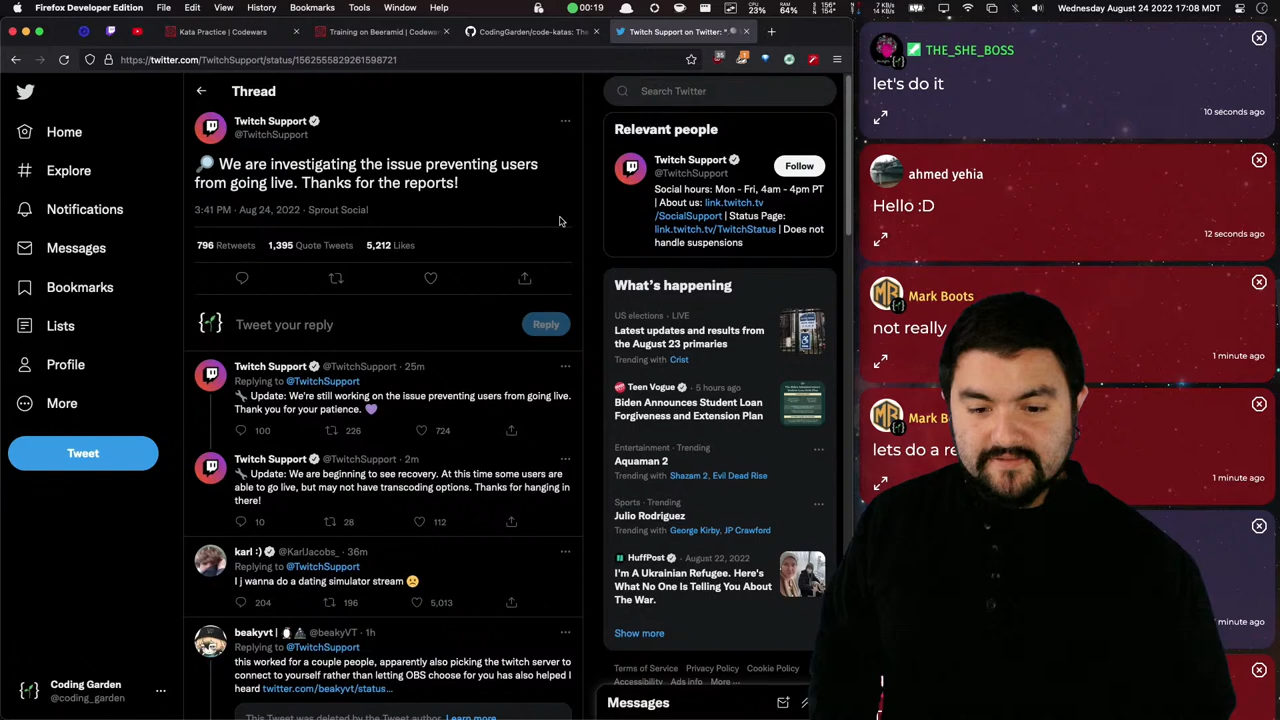 Firefox Developer Edition File Edit View History Bookmarks Tools Window Help
00:19
7 KB/s
7 KB/s
Wednesday August 24 2022 17:08 MDT
Kata Practice | Codewars
Training on Beeramid | Codewa
CodingGarden/code-katas: The
Twitch Support on Twitter: "
https://twitter.com/TwitchSupport/status/1562555829261598721
Home
Explore
Notifications
Messages
Bookmarks
Lists
Profile
More
Tweet
Coding Garden
@coding_garden
Thread
Twitch Support
@TwitchSupport
We are investigating the issue preventing users
from going live. Thanks for the reports!
3:41 PM · Aug 24, 2022 · Sprout Social
796 Retweets 1,395 Quote Tweets 5,212 Likes
Tweet your reply
Reply
Twitch Support @TwitchSupport · 25m
Replying to @TwitchSupport
Update: We're still working on the issue preventing users from going live.
Thank you for your patience.
100 226 724
Twitch Support @TwitchSupport · 2m
Update: We are beginning to see recovery. At this time some users are
able to go live, but may not have transcoding options. Thanks for hanging in
there!
10 28 112
karl :) @KarlJacobs_ · 36m
Replying to @TwitchSupport
I j wanna do a dating simulator stream
204 196 5,013
beakyvt | @beakyVT · 1h
Replying to @TwitchSupport
this worked for a couple people, apparently also picking the twitch server to
connect to yourself rather than letting OBS choose for you has also helped I
heard twitter.com/beakyvt/status...
This Tweet was deleted by the Tweet author. Learn more
Search Twitter
Relevant people
Twitch Support
@TwitchSupport
Follow
Social hours: Mon - Fri, 4am - 4pm PT
| About us: link.twitch.tv
/SocialSupport | Status Page:
link.twitch.tv/TwitchStatus | Does not
handle suspensions
What's happening
US elections · LIVE
Latest updates and results from
the August 23 primaries
Trending with Crist
Teen Vogue · 5 hours ago
Biden Announces Student Loan
Forgiveness and Extension Plan
Entertainment · Trending
Aquaman 2
Trending with Shazam 2, Evil Dead Rise
Sports · Trending
Julio Rodriguez
Trending with George Kirby, JP Crawford
HuffPost · August 22, 2022
I'm A Ukrainian Refugee. Here's
What No One Is Telling You About
The War.
Show more
Terms of Service Privacy Policy Cookie Policy
Accessibility Ads info More ...
Messages
THE_SHE_BOSS
let's do it
10 seconds ago
ahmed yehia
Hello :D
12 seconds ago
Mark Boots
not really
1 minute ago
Mark B
lets do a re
1 minute ago
minute ago